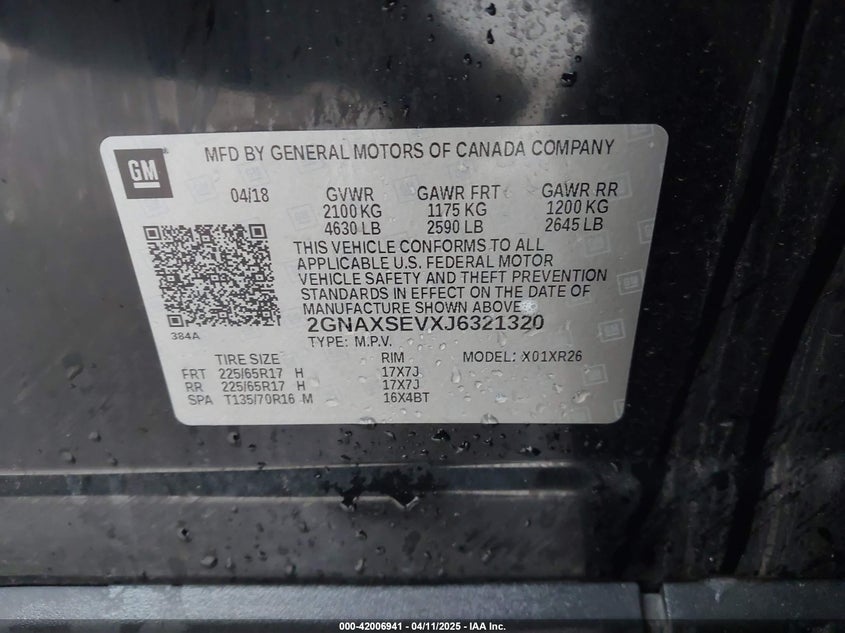 GM
MFD BY GENERAL MOTORS OF CANADA COMPANY
04/18 GVWR GAWR FRT GAWR RR
2100 KG 1175 KG 1200 KG
4630 LB 2590 LB 2645 LB
THIS VEHICLE CONFORMS TO ALL
APPLICABLE U.S. FEDERAL MOTOR
VEHICLE SAFETY AND THEFT PREVENTION
STANDARDS IN EFFECT ON THE DATE OF
MANUFACTURE SHOWN ABOVE.
384A
2GNAXSEVXJ6321320
TYPE: M.P.V.
TIRE SIZE RIM MODEL: X01XR26
FRT 225/65R17 H 17X7J
RR 225/65R17 H 17X7J
SPA T135/70R16 M 16X4BT
000-42006941 - 04/11/2025 - IAA Inc.